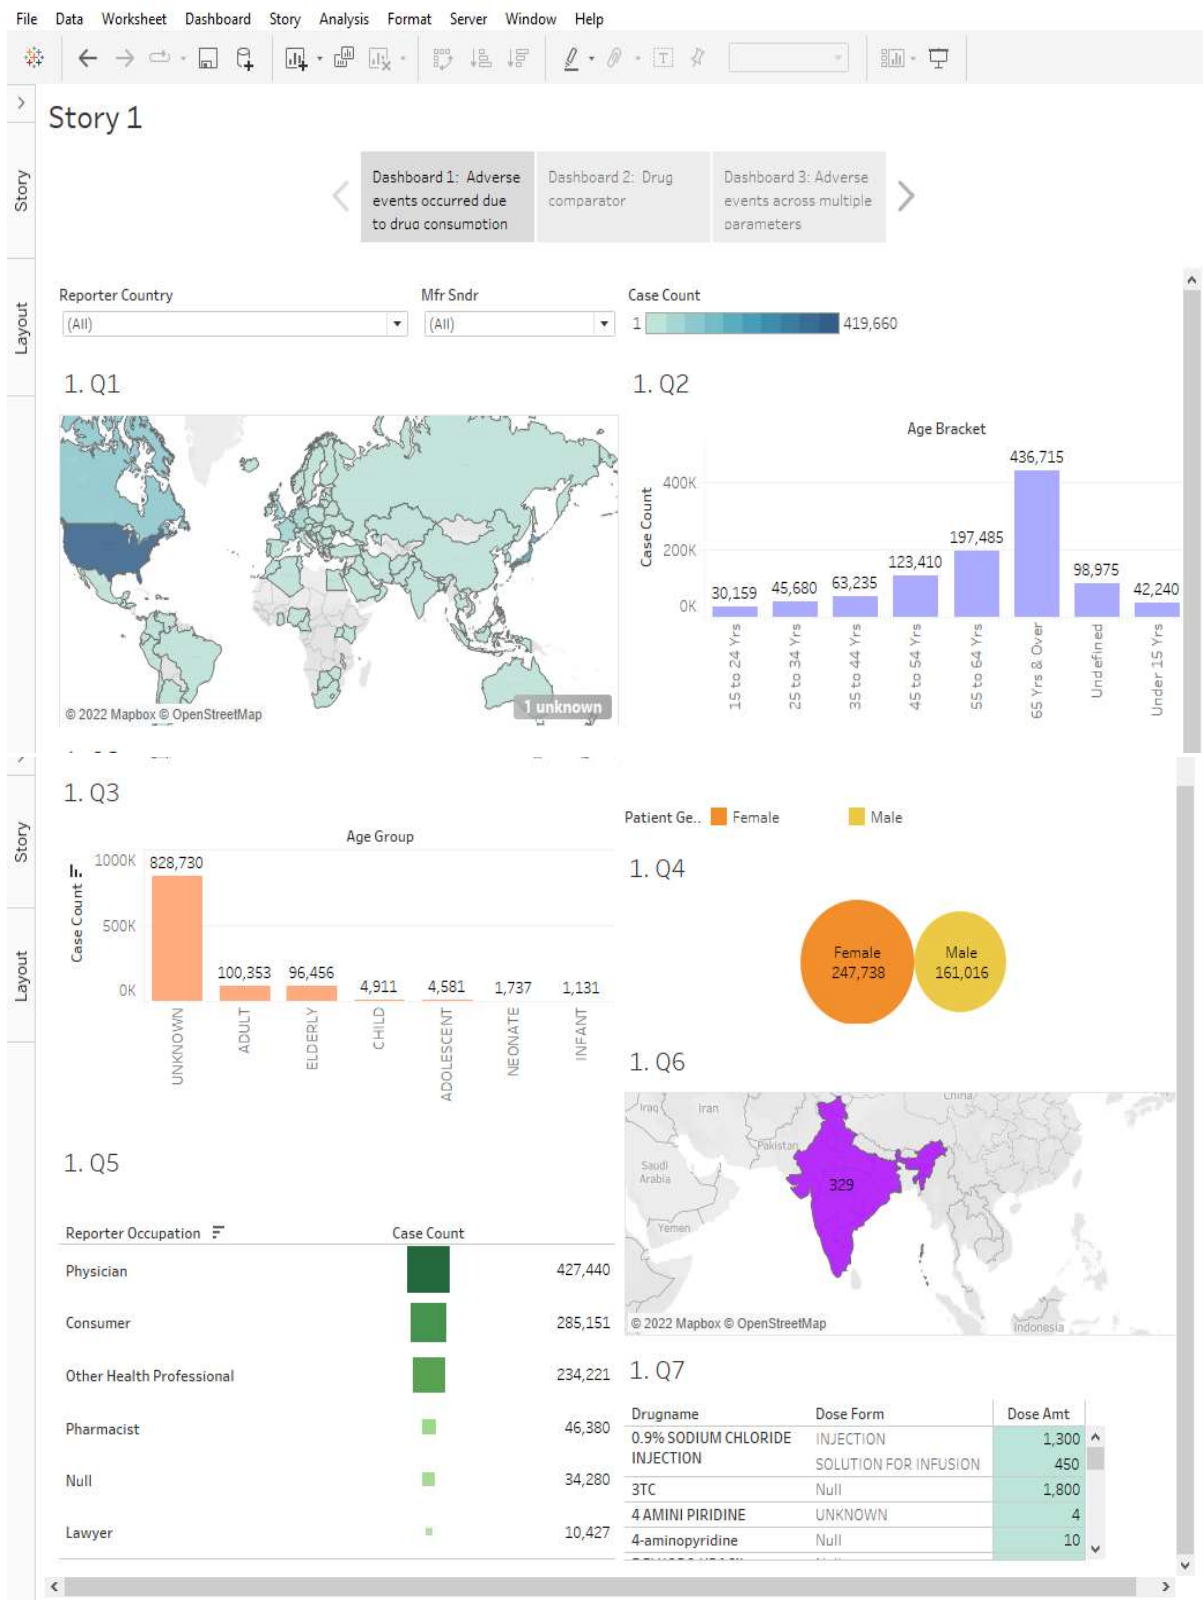 File Data Worksheet Dashboard Story Analysis Format Server Window Help
Story 1
Story
Layout
Dashboard 1: Adverse
events occurred due
to drug consumption
Dashboard 2: Drug
comparator
Dashboard 3: Adverse
events across multiple
parameters
Reporter Country
(All)
Mfr Sndr
(All)
Case Count
1
419,660
1. Q1
© 2022 Mapbox © OpenStreetMap
1 unknown
1. Q2
Age Bracket
Case Count
400K
200K
0K
30,159
45,680
63,235
123,410
197,485
436,715
98,975
42,240
15 to 24 Yrs
25 to 34 Yrs
35 to 44 Yrs
45 to 54 Yrs
55 to 64 Yrs
65 Yrs & Over
Undefined
Under 15 Yrs
Story
Layout
1. Q3
Age Group
Case Count
1000K
500K
0K
828,730
100,353
96,456
4,911
4,581
1,737
1,131
UNKNOWN
ADULT
ELDERLY
CHILD
ADOLESCENT
NEONATE
INFANT
Patient Ge.. Female Male
1. Q4
Female
247,738
Male
161,016
1. Q5
Reporter Occupation Case Count
Physician 427,440
Consumer 285,151
Other Health Professional 234,221
Pharmacist 46,380
Null 34,280
Lawyer 10,427
1. Q6
Iraq
Iran
China
Pakistan
Saudi
Arabia
329
Yemen
Indonesia
© 2022 Mapbox © OpenStreetMap
1. Q7
Drugname Dose Form Dose Amt
0.9% SODIUM CHLORIDE INJECTION 1,300
INJECTION SOLUTION FOR INFUSION 450
3TC Null 1,800
4 AMINI PIRIDINE UNKNOWN 4
4-aminopyridine Null 10